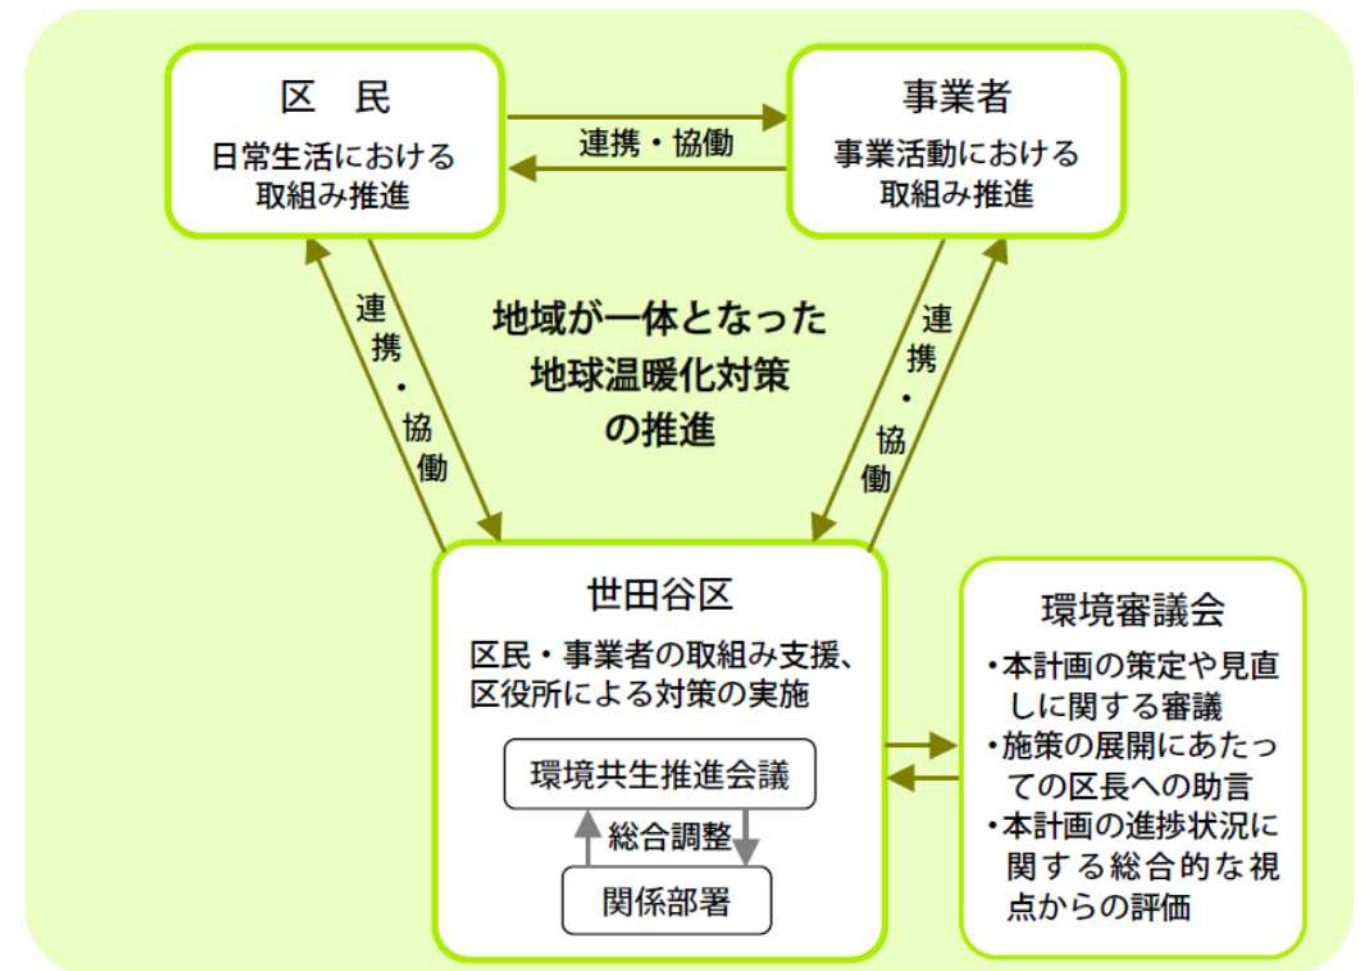 区　民
日常生活における
取組み推進
連携・協働
事業者
事業活動における
取組み推進
連携・協働
地域が一体となった
地球温暖化対策
の推進
連携・協働
世田谷区
区民・事業者の取組み支援、
区役所による対策の実施
環境共生推進会議
総合調整
関係部署
環境審議会
・本計画の策定や見直
しに関する審議
・施策の展開にあたっ
ての区長への助言
・本計画の進捗状況に
関する総合的な視
点からの評価